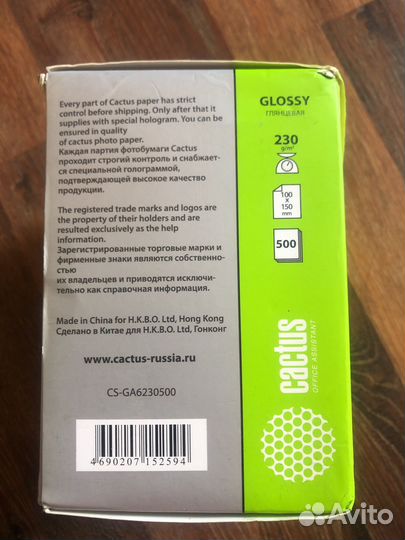 Every part of Cactus paper has strict
control before shipping. Only after that it
supplies with special hologram. You can be
ensured in quality
of cactus photo paper.
Каждая партия фотобумаги Cactus
проходит строгий контроль и снабжает-
ся специальной голограммой,
подтверждающей высокое качество
продукции.
The registered trade marks and logos are
the property of their holders and are
resulted exclusively as the help
information.
Зарегистрированные торговые марки и
фирменные знаки являются собственно-
стью
их владельцев и приводятся исключи-
тельно как справочная информация.
Made in China for H.K.B.O. Ltd, Hong Kong
Сделано в Китае для H.K.B.O. Ltd, Гонконг
www.cactus-russia.ru
CS-GA6230500
4690207152594
GLOSSY
ГЛЯНЦЕВАЯ
230
g/m²
100
X
150
mm
500
cactus
OFFICE ASSISTANT
Avito